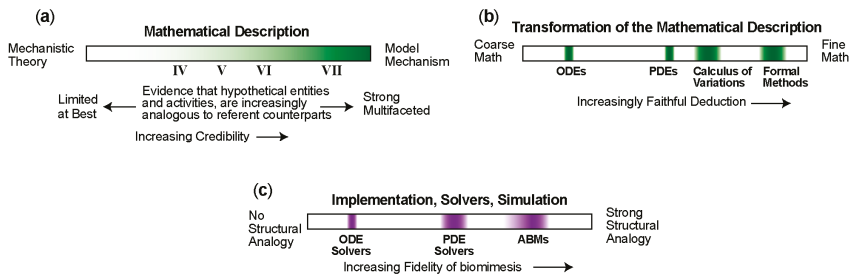 (a)
Mathematical Description
Mechanistic
Theory
Model
Mechanism
IV V VI VII
Limited
at Best
Evidence that hypothetical entities
and activities, are increasingly
analogous to referent counterparts
Strong
Multifaceted
Increasing Credibility
(b)
Transformation of the Mathematical Description
Coarse
Math
Fine
Math
ODEs
PDEs
Calculus of
Variations
Formal
Methods
Increasingly Faithful Deduction
(c)
Implementation, Solvers, Simulation
No
Structural
Analogy
Strong
Structural
Analogy
ODE
Solvers
PDE
Solvers
ABMs
Increasing Fidelity of biomimesis